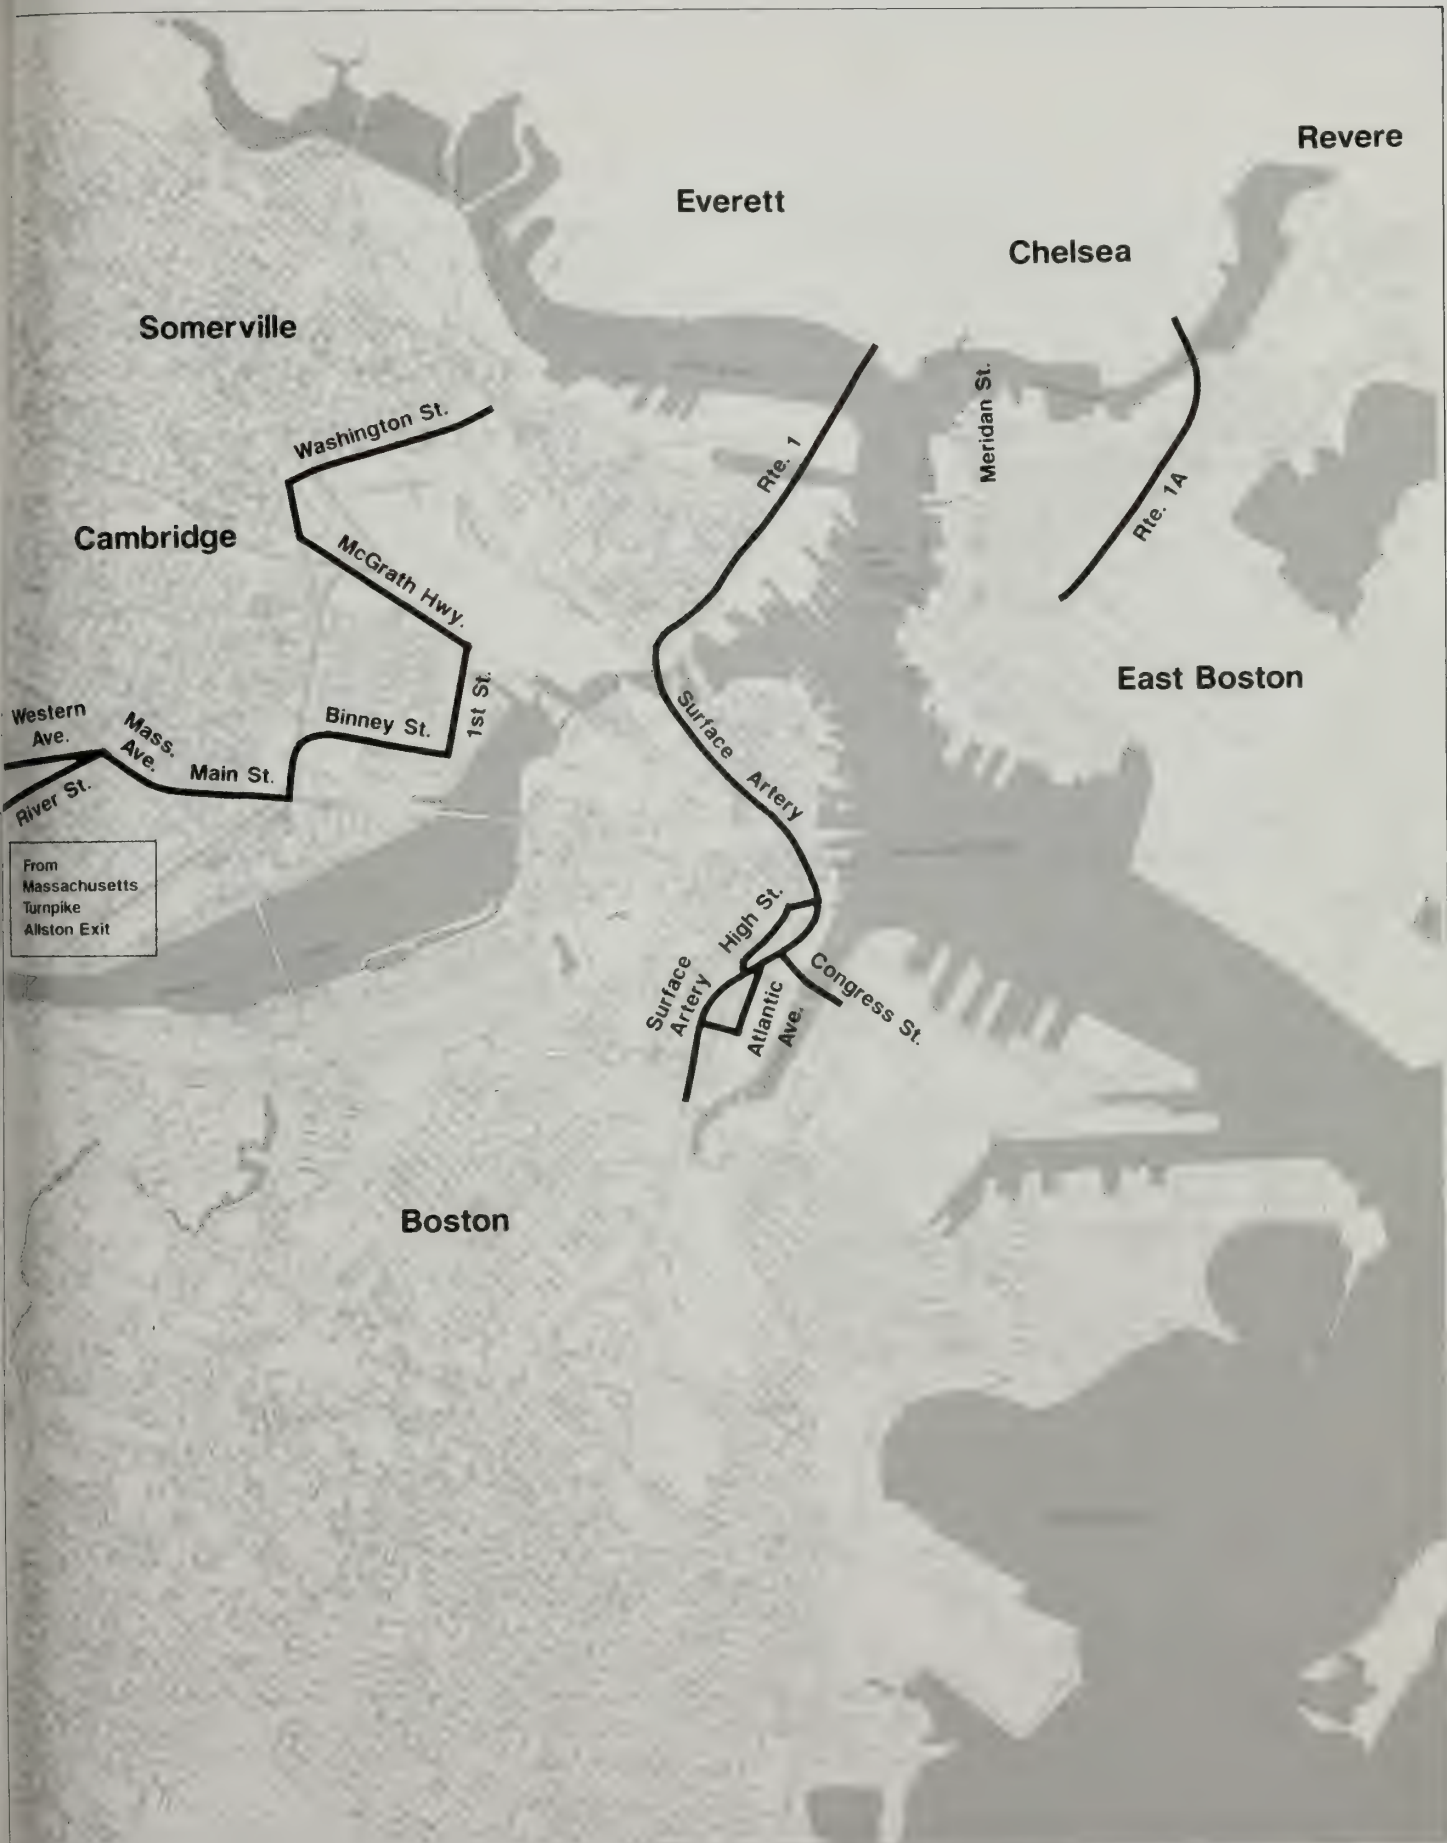 Revere
Everett
Chelsea
Somerville
Washington St.
Meridan St.
Rte. 1
Rte. 1A
Cambridge
McGrath Hwy.
East Boston
1st St.
Western
Ave.
Mass.
Ave.
Binney St.
Surface Artery
Main St.
River St.
From
Massachusetts
Turnpike
Allston Exit
High St.
Surface
Artery
Atlantic
Ave.
Congress St.
Boston